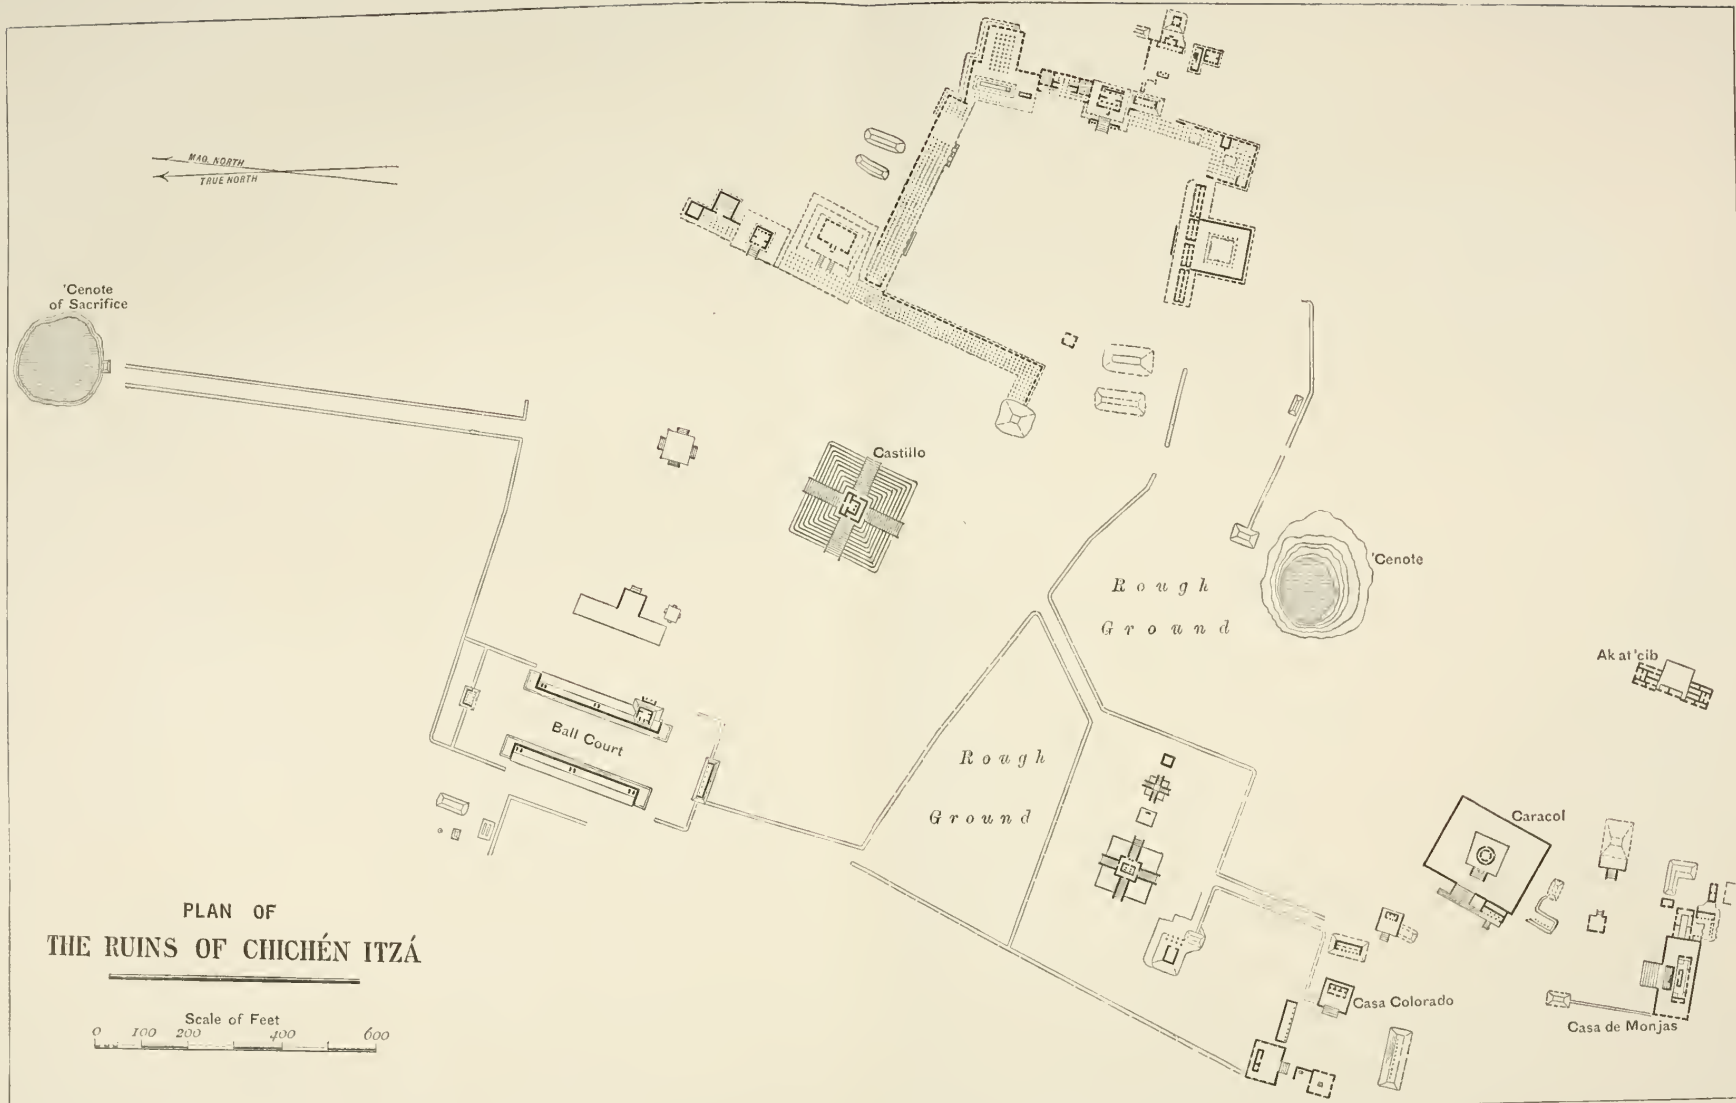 MAG. NORTH
TRUE NORTH
'Cenote
of Sacrifice
Castillo
'Cenote
Rough
Ground
Ak at 'cib
Ball Court
Rough
Ground
Caracol
PLAN OF
THE RUINS OF CHICHÉN ITZÁ
Casa Colorado
Casa de Monjas
Scale of Feet
0 100 200 400 600